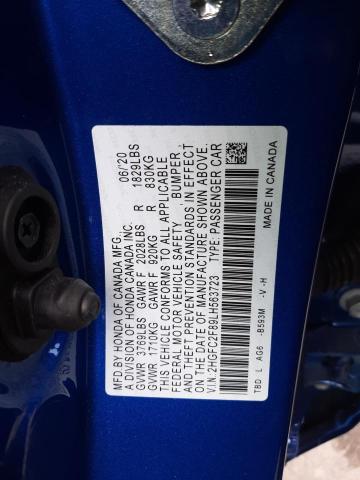 MFD.BY HONDA OF CANADA MFG. 06/20
A DIVISION OF HONDA CANADA INC.
GVWR 3769LBS GAWR F 2028LBS R 1829LBS
GVWR 1710KG GAWR F 920KG R 830KG
THIS VEHICLE CONFORMS TO ALL APPLICABLE
FEDERAL MOTOR VEHICLE SAFETY, BUMPER,
AND THEFT PREVENTION STANDARDS IN EFFECT
ON THE DATE OF MANUFACTURE SHOWN ABOVE.
V.I.N.:2HGFC2F89LH563723 TYPE: PASSENGER CAR
TBD L AG6 -B593M -V -H
MADE IN CANADA